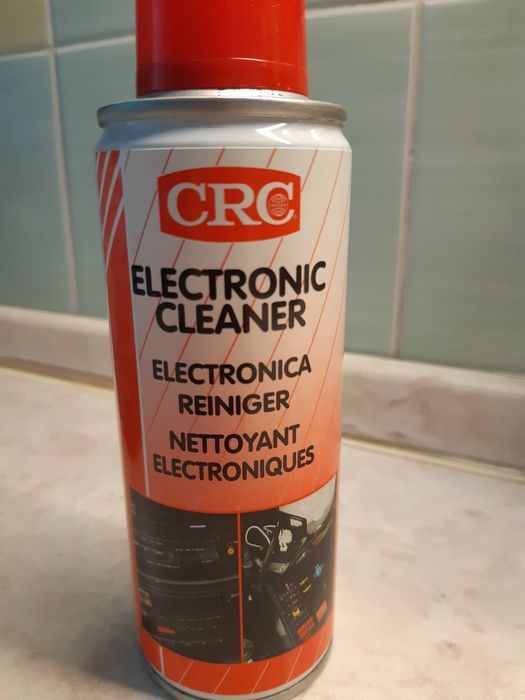 CRC
ELECTRONIC
CLEANER
ELECTRONICA
REINIGER
NETTOYANT
ELECTRONIQUES